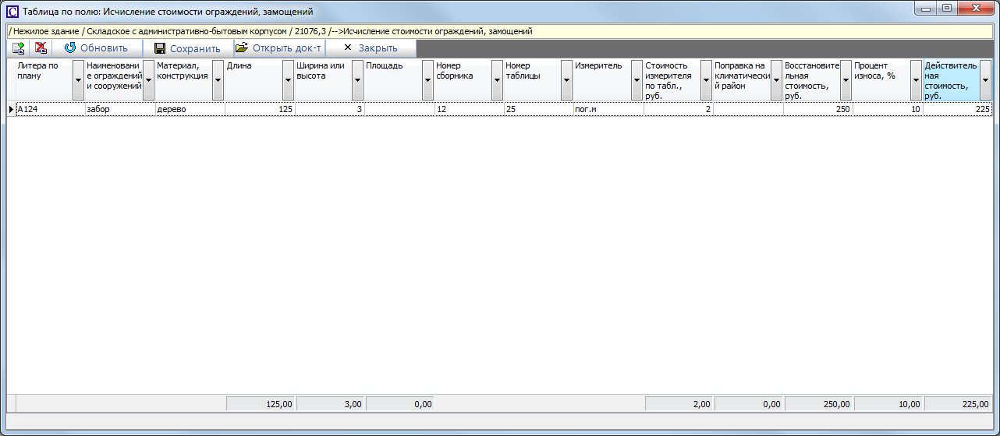 C Таблица по полю: Исчисление стоимости ограждений, замощений
/ Нежилое здание / Складское с административно-бытовым корпусом / 21076,3 /-->Исчисление стоимости ограждений, замощений
Обновить Сохранить Открыть док-т Закрыть
Литера по
плану
Наименовани
е ограждений
и сооружений
Материал,
конструкция
Длина
Ширина или
высота
Площадь
Номер
сборника
Номер
таблицы
Измеритель
Стоимость
измерителя
по табл.,
руб.
Поправка на
климатически
й район
Восстановите
льная
стоимость,
руб.
Процент
износа, %
Действитель
ная
стоимость,
руб.
А124 забор дерево 125 3 12 25 пог.м 2 250 10 225
125,00 3,00 0,00 2,00 0,00 250,00 10,00 225,00